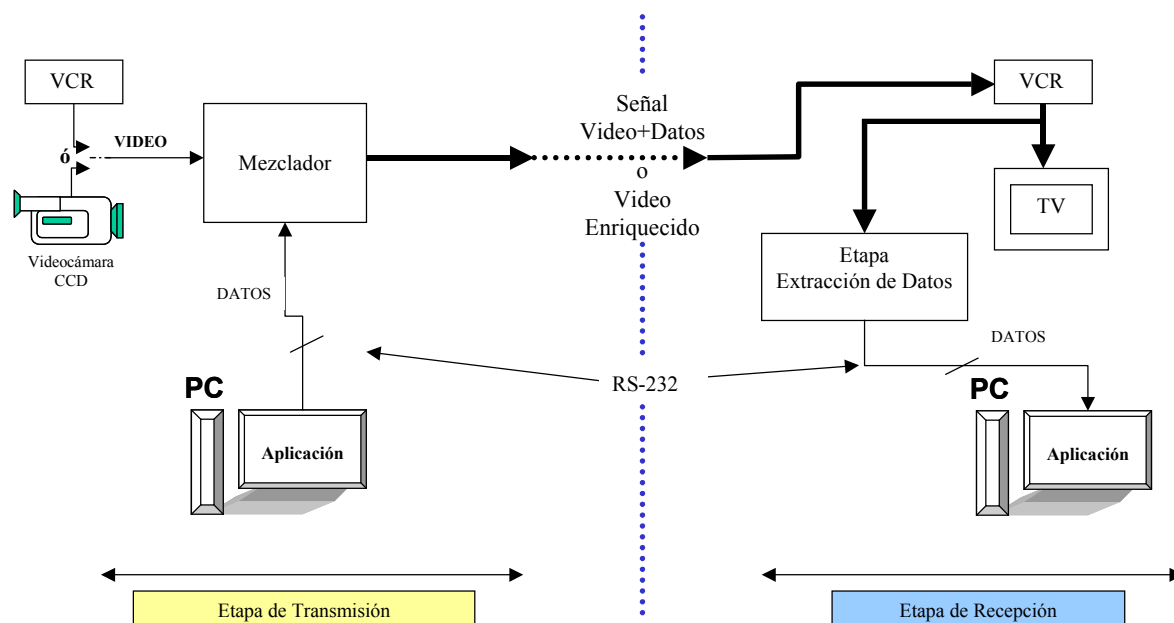 VCR
ó
VIDEO
Videocámara
CCD
Mezclador
DATOS
PC
Aplicación
Etapa de Transmisión
Señal
Video+Datos
o
Video
Enriquecido
RS-232
VCR
TV
Etapa
Extracción de Datos
DATOS
PC
Aplicación
Etapa de Recepción